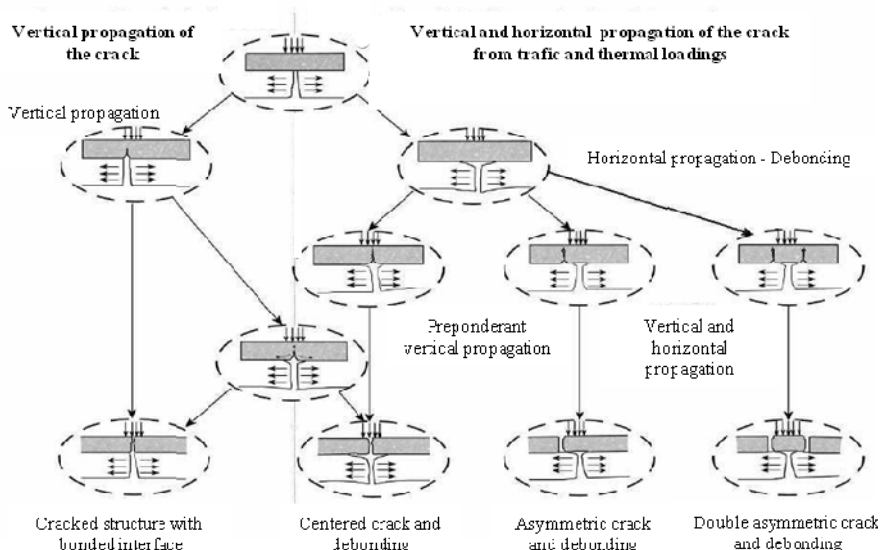 Vertical propagation of
the crack
Vertical and horizontal propagation of the crack
from trafic and thermal loadings
Vertical propagation
Horizontal propagation - Debonding
Preponderant
vertical propagation
Vertical and
horizontal
propagation
Cracked structure with
bonded interface
Centered crack and
debonding
Asymmetric crack
and debonding
Double asymmetric crack
and debonding